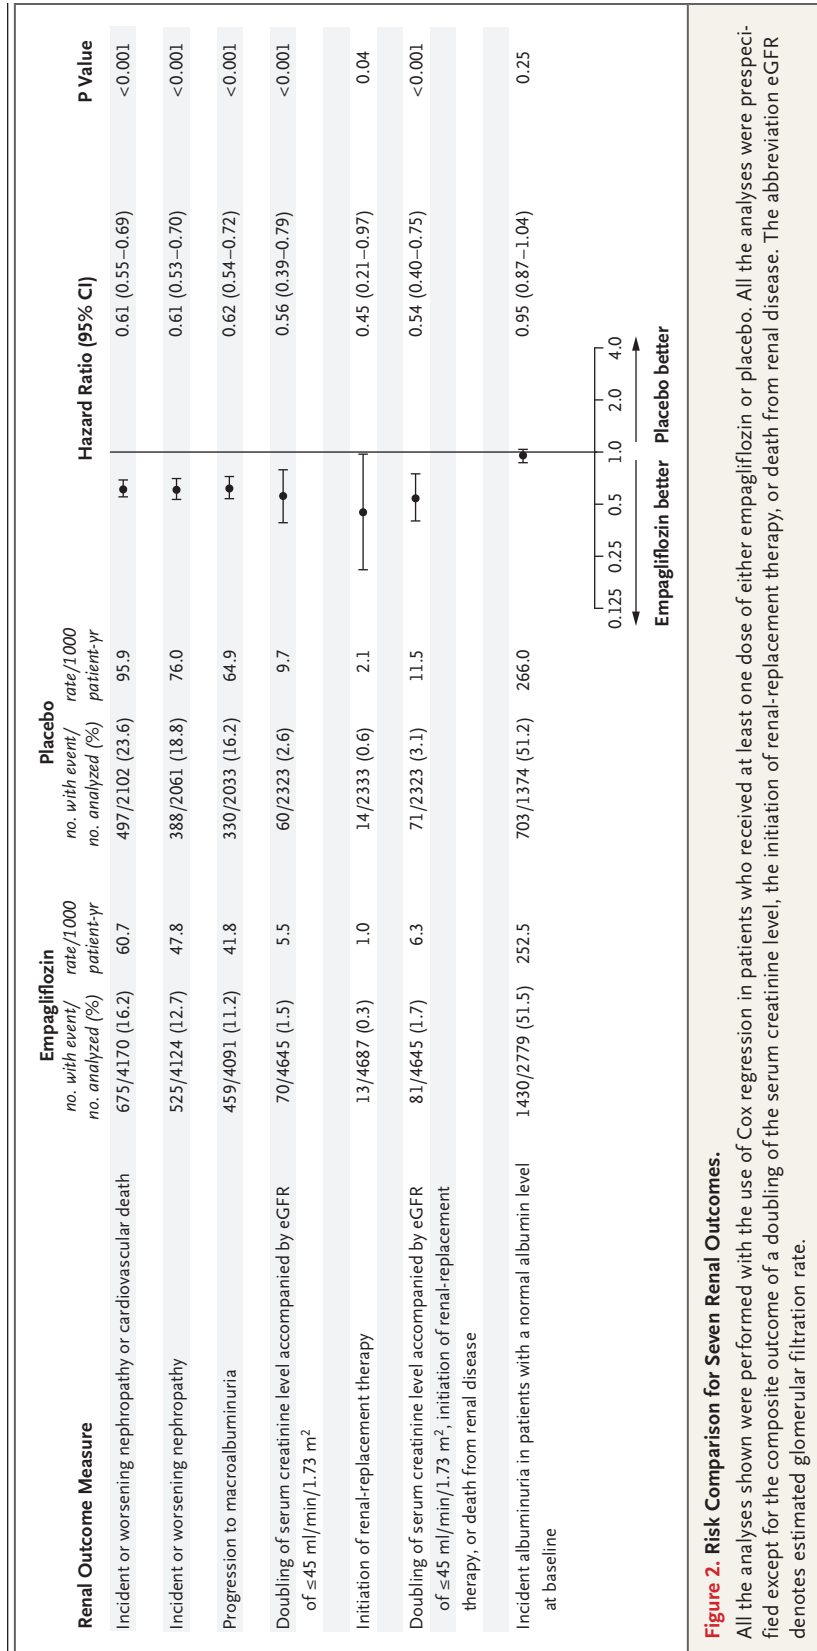 Empagliflozin Placebo
Renal Outcome Measure no. with event/ no. analyzed (%) rate/1000 patient-yr no. with event/ no. analyzed (%) rate/1000 patient-yr Hazard Ratio (95% CI) P Value
Incident or worsening nephropathy or cardiovascular death 675/4170 (16.2) 60.7 497/2102 (23.6) 95.9 0.61 (0.55–0.69) <0.001
Incident or worsening nephropathy 525/4124 (12.7) 47.8 388/2061 (18.8) 76.0 0.61 (0.53–0.70) <0.001
Progression to macroalbuminuria 459/4091 (11.2) 41.8 330/2033 (16.2) 64.9 0.62 (0.54–0.72) <0.001
Doubling of serum creatinine level accompanied by eGFR 70/4645 (1.5) 5.5 60/2323 (2.6) 9.7 0.56 (0.39–0.79) <0.001
of ≤45 ml/min/1.73 m²
Initiation of renal-replacement therapy 13/4687 (0.3) 1.0 14/2333 (0.6) 2.1 0.45 (0.21–0.97) 0.04
Doubling of serum creatinine level accompanied by eGFR 81/4645 (1.7) 6.3 71/2323 (3.1) 11.5 0.54 (0.40–0.75) <0.001
of ≤45 ml/min/1.73 m², initiation of renal-replacement
therapy, or death from renal disease
Incident albuminuria in patients with a normal albumin level 1430/2779 (51.5) 252.5 703/1374 (51.2) 266.0 0.95 (0.87–1.04) 0.25
at baseline
0.125 0.25 0.5 1.0 2.0 4.0
Empagliflozin better Placebo better
Figure 2. Risk Comparison for Seven Renal Outcomes.
All the analyses shown were performed with the use of Cox regression in patients who received at least one dose of either empagliflozin or placebo. All the analyses were prespeci-
fied except for the composite outcome of a doubling of the serum creatinine level, the initiation of renal-replacement therapy, or death from renal disease. The abbreviation eGFR
denotes estimated glomerular filtration rate.